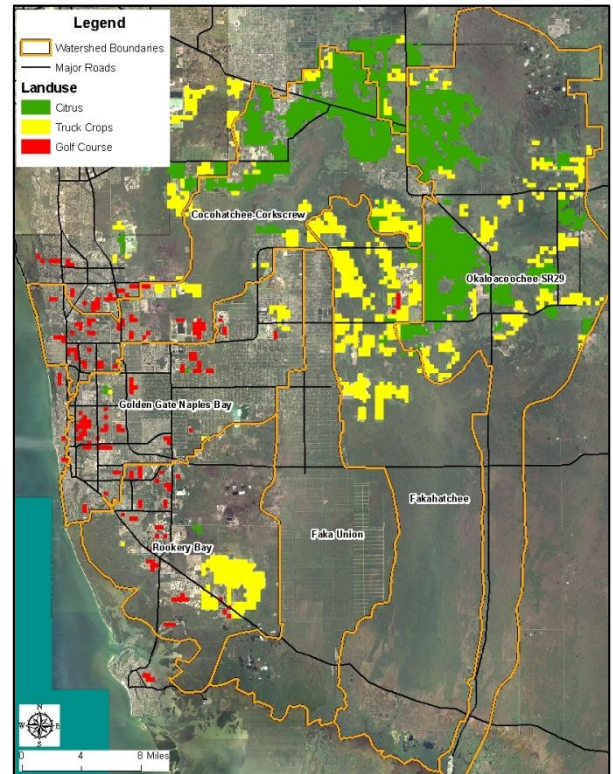 Legend
Watershed Boundaries
Major Roads
Landuse
Citrus
Truck Crops
Golf Course
Cocohatchee-Corkscrew
Okaloacoochee-SR29
Golden Gate Naples Bay
Fakahatchee
Faka Union
Rookery Bay
N
W E
S
0 2 4 8 Miles